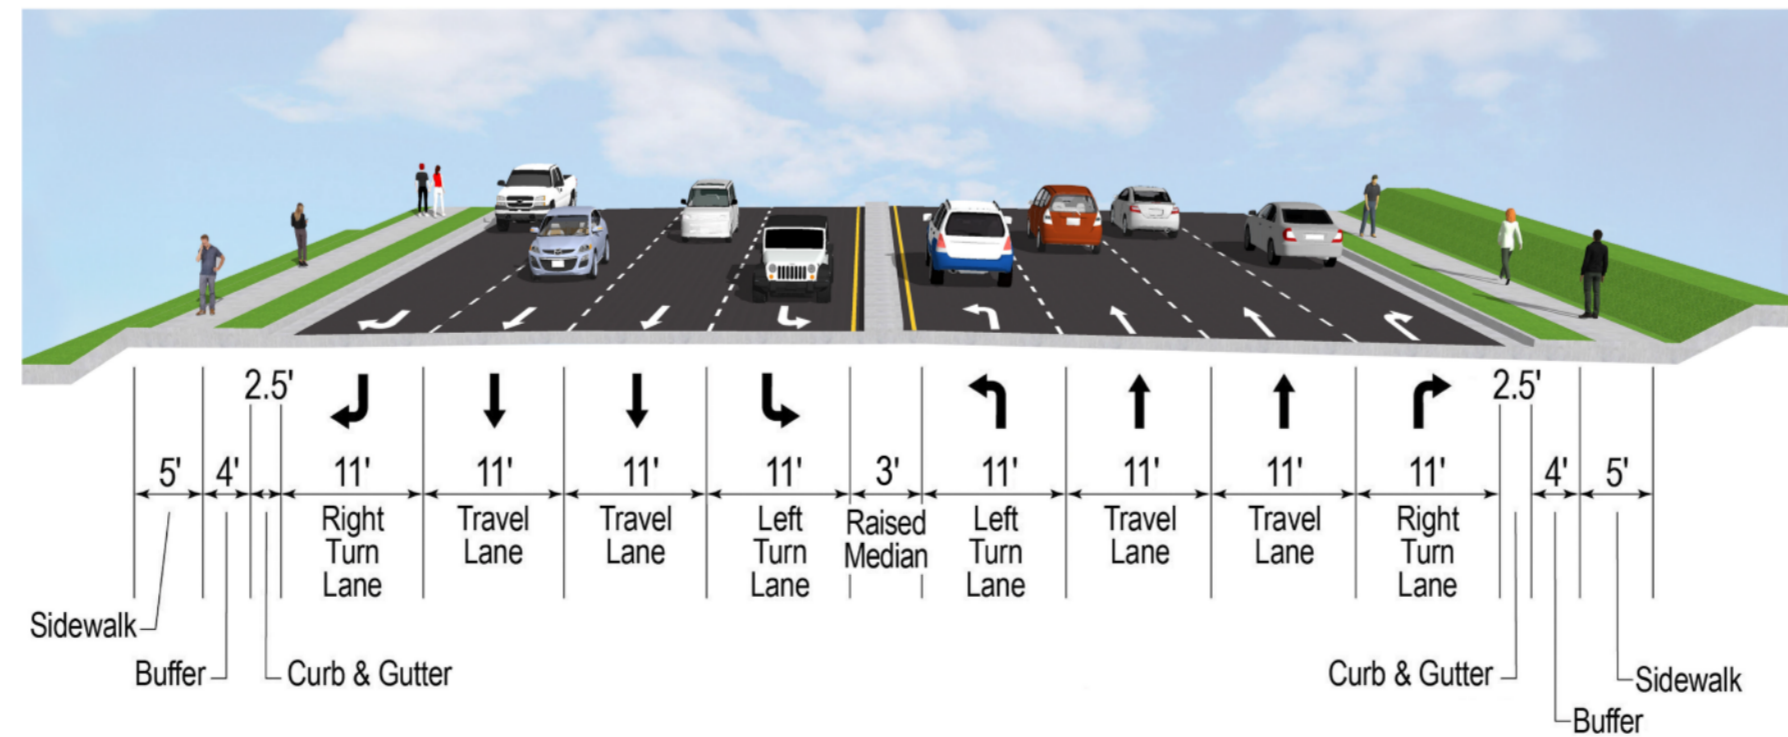 2.5'
2.5'
5'
4'
11'
11'
11'
11'
3'
11'
11'
11'
11'
4'
5'
Right
Turn
Lane
Travel
Lane
Travel
Lane
Left
Turn
Lane
Raised
Median
Left
Turn
Lane
Travel
Lane
Travel
Lane
Right
Turn
Lane
Sidewalk
Buffer
Curb & Gutter
Curb & Gutter
Sidewalk
Buffer